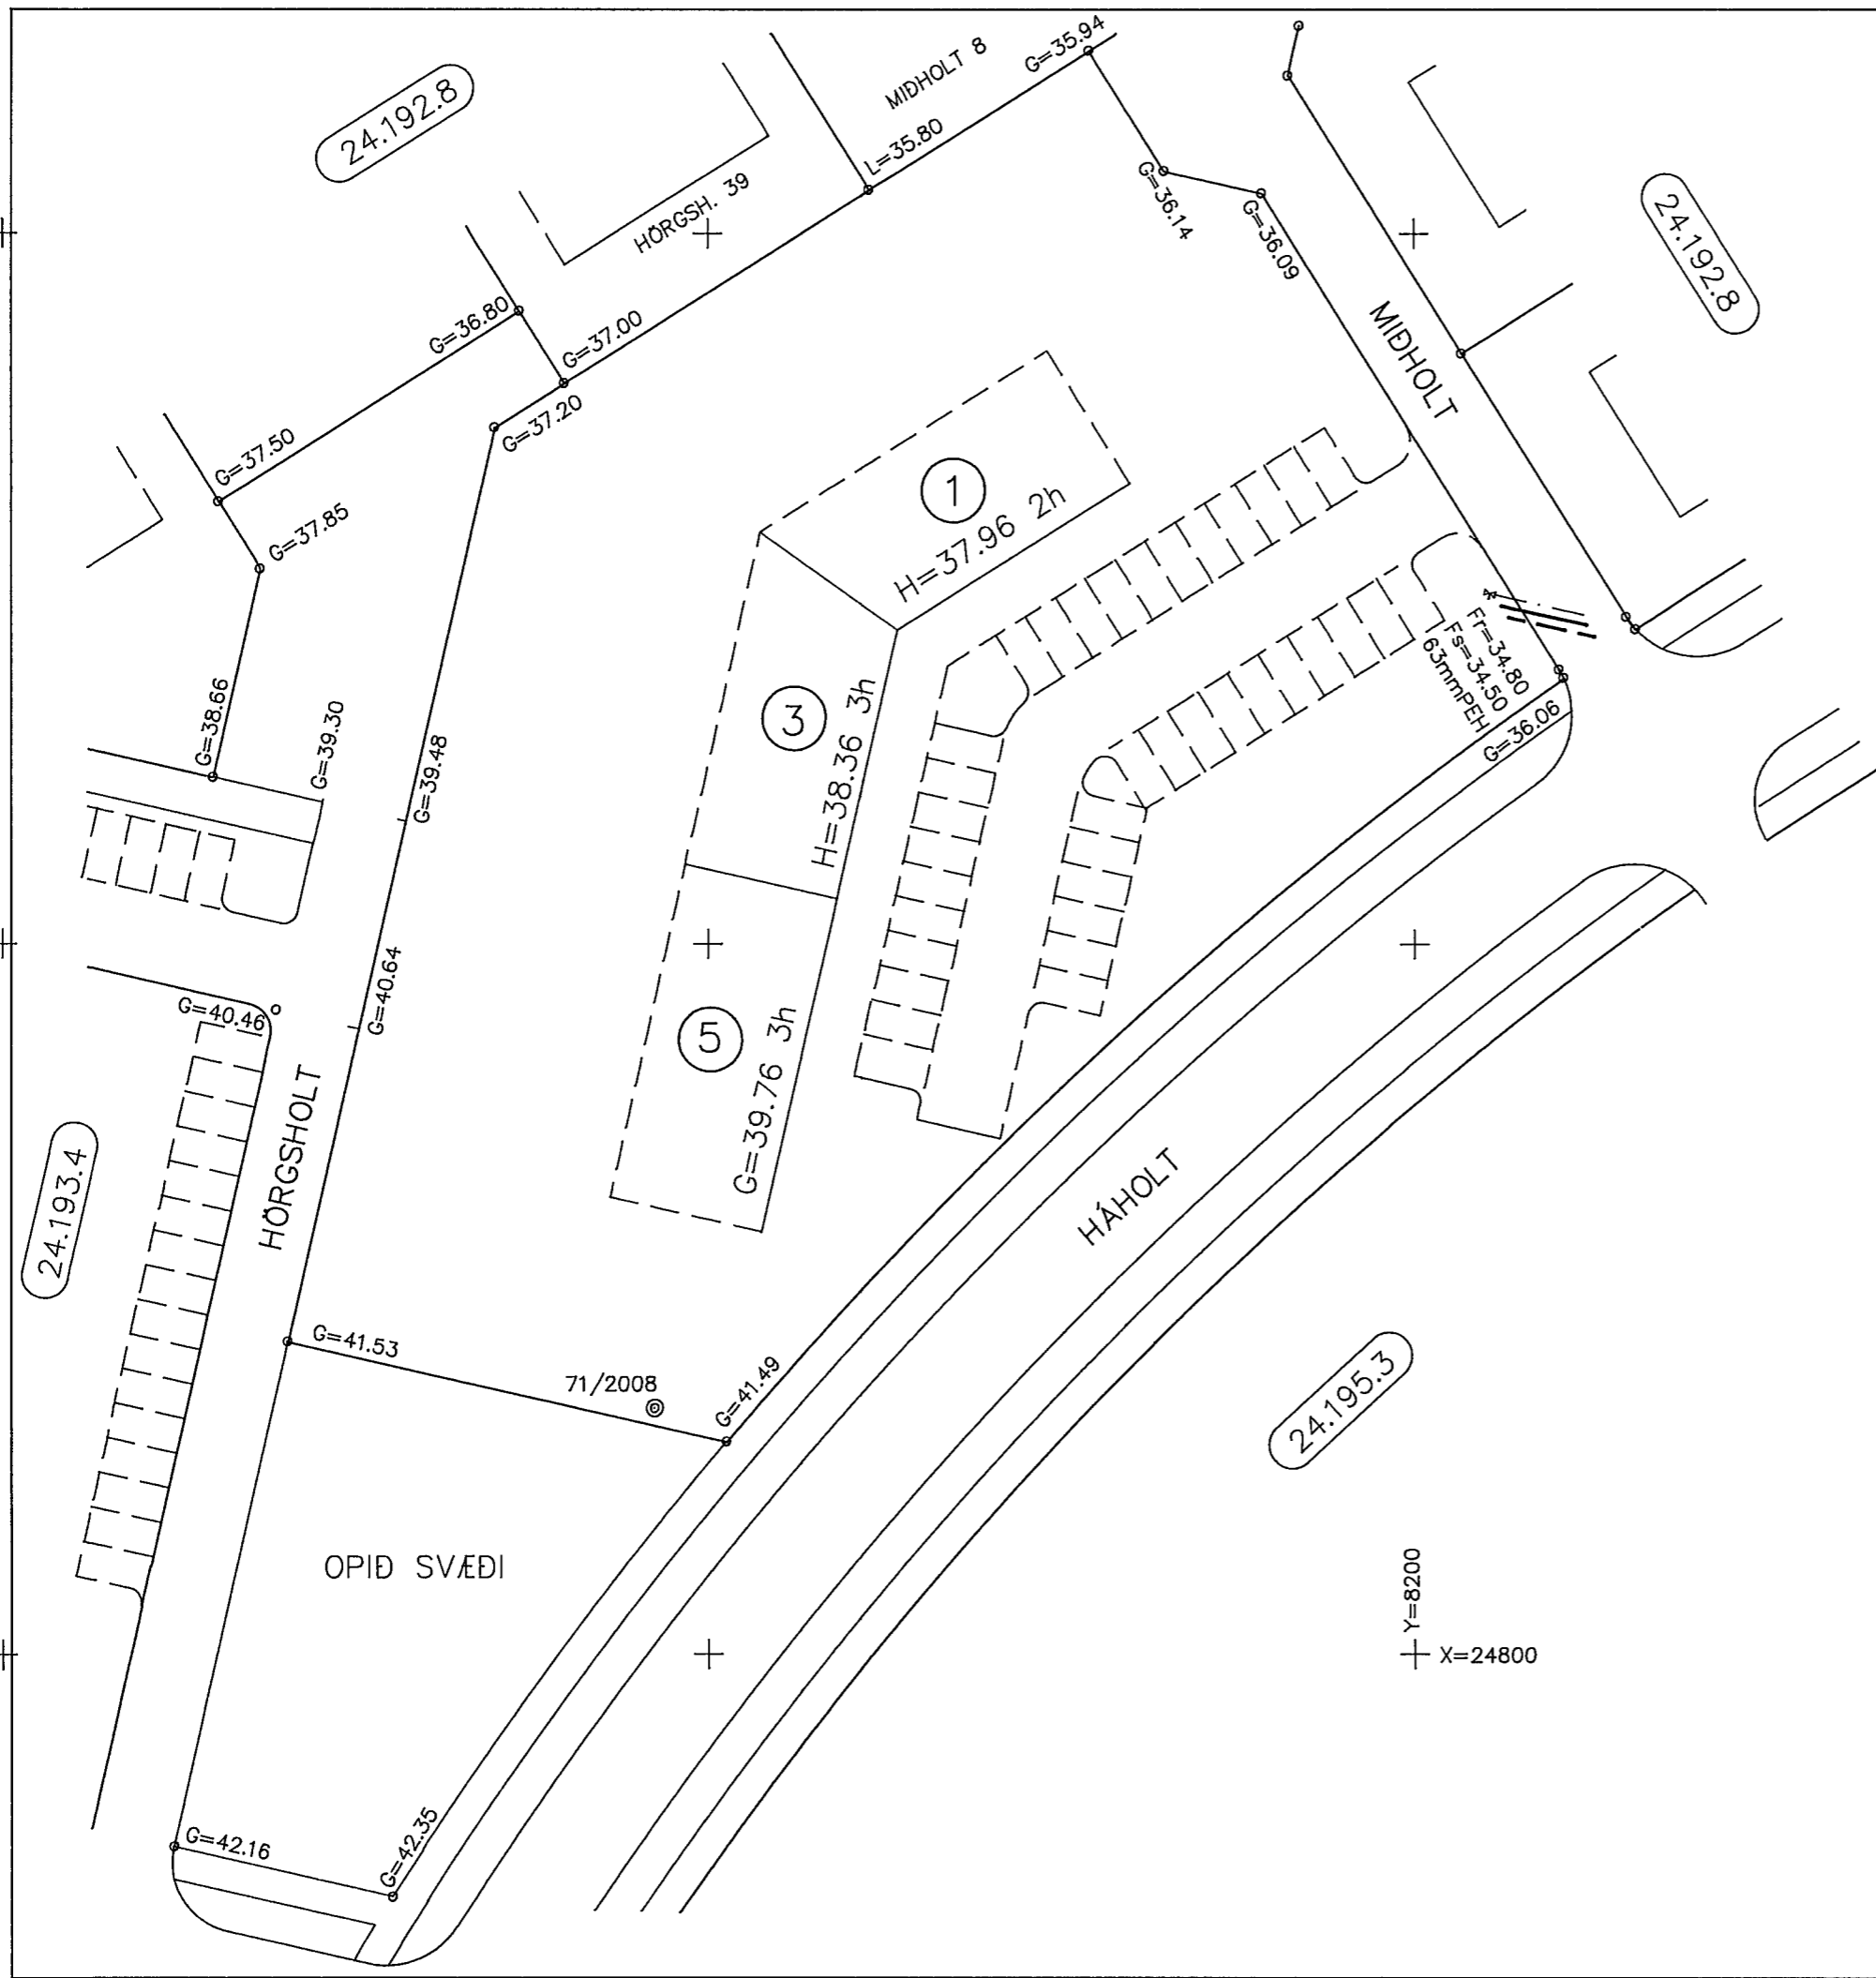 24.192.8
MIÐHOLT 8
G=35.94
L=35.80
HÖRGSH. 39
G=36.14
G=36.09
24.192.8
G=36.80
G=37.00
MIÐHOLT
G=37.20
G=37.50
G=37.85
1
H=37.96 2h
Fr=34.80
Fs=34.50
63mmPEH
G=36.06
G=38.66
G=39.30
G=39.48
3
H=38.36 3h
G=40.64
G=40.46
5
G=39.76 3h
HÖRGSHOLT
24.193.4
HÁHOLT
G=41.53
71/2008
G=41.49
24.195.3
OPIÐ SVÆÐI
Y=8200
X=24800
G=42.16
G=42.35